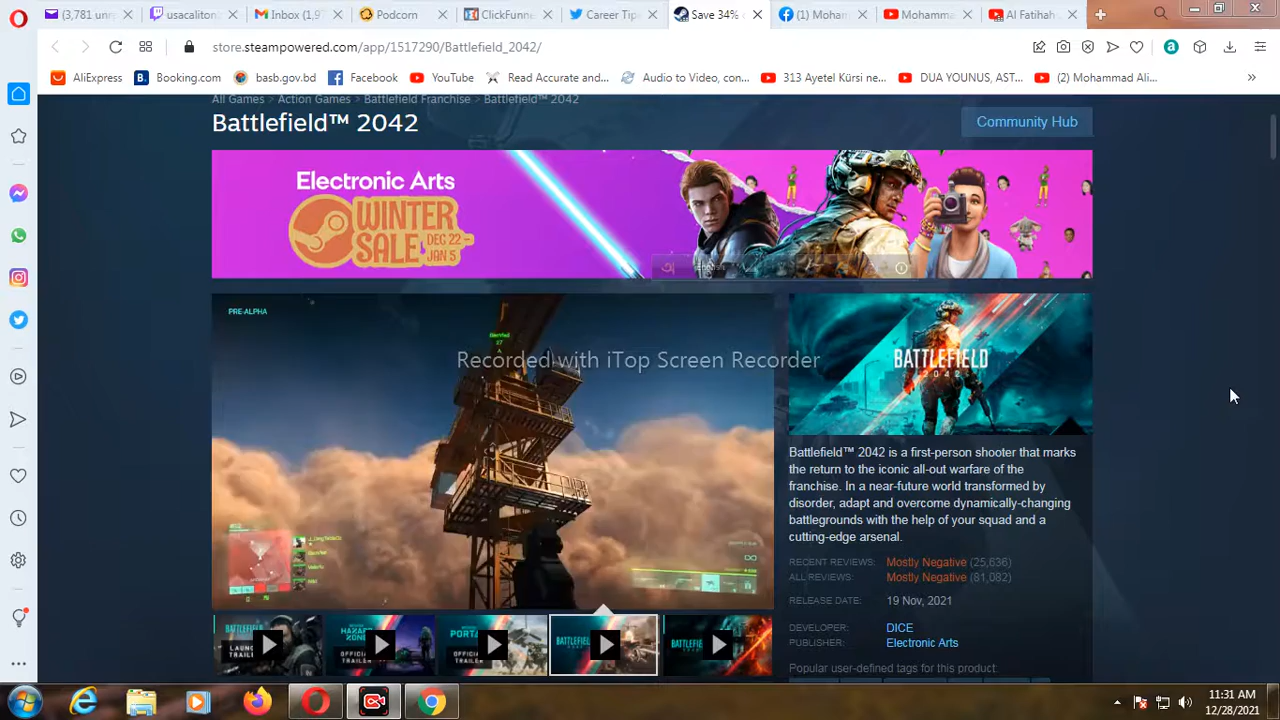 (3,781 unre
usacaliton
Inbox (1,9
Podcorn
ClickFunne
Career Tip
Save 34%
(1) Moham
Mohamma
Al Fatihah
store.steampowered.com/app/1517290/Battlefield_2042/
AliExpress
Booking.com
basb.gov.bd
Facebook
YouTube
Read Accurate and...
Audio to Video, con...
313 Ayetel Kürsi ne...
DUA YOUNUS, AST...
(2) Mohammad Ali...
All Games > Action Games > Battlefield Franchise > Battlefield™ 2042
Battlefield™ 2042
Community Hub
Electronic Arts
WINTER
SALE
DEC 22 –
JAN 5
PRE-ALPHA
Recorded with iTop Screen Recorder
BATTLEFIELD
2042
Battlefield™ 2042 is a first-person shooter that marks
the return to the iconic all-out warfare of the
franchise. In a near-future world transformed by
disorder, adapt and overcome dynamically-changing
battlegrounds with the help of your squad and a
cutting-edge arsenal.
RECENT REVIEWS: Mostly Negative (25,636)
ALL REVIEWS: Mostly Negative (81,082)
RELEASE DATE: 19 Nov, 2021
DEVELOPER: DICE
PUBLISHER: Electronic Arts
Popular user-defined tags for this product:
11:31 AM
12/28/2021